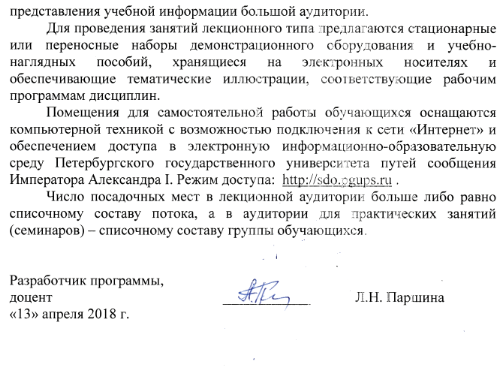 представления учебной информации большой аудитории.
Для проведения занятий лекционного типа предлагаются стационарные
или переносные наборы демонстрационного оборудования и учебно-
наглядных пособий, хранящиеся на электронных носителях и
обеспечивающие тематические иллюстрации, соответствующие рабочим
программам дисциплин.
Помещения для самостоятельной работы обучающихся оснащаются
компьютерной техникой с возможностью подключения к сети «Интернет» и
обеспечением доступа в электронную информационно-образовательную
среду Петербургского государственного университета путей сообщения
Императора Александра I. Режим доступа: http://sdo.pgups.ru .
Число посадочных мест в лекционной аудитории больше либо равно
списочному составу потока, а в аудитории для практических занятий
(семинаров) – списочному составу группы обучающихся.
Разработчик программы,
доцент Л.Н. Паршина
«13» апреля 2018 г.